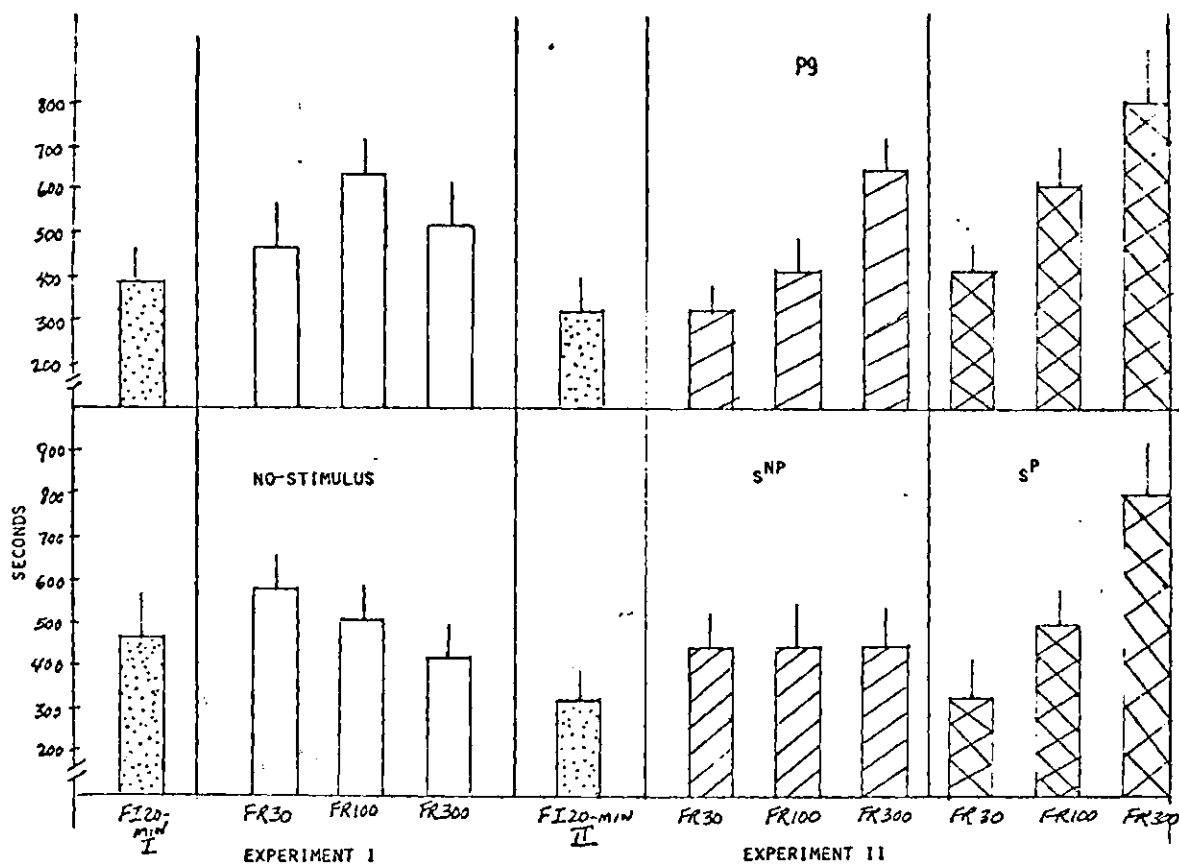 P9
800
700
600
500
400
300
200
900
800
700
600
500
400
300
200
SECONDS
NO-STIMULUS
S^NP
S^P
FI20-
MIN
I
FR30
FR100
FR300
FI20-MIN
II
FR30
FR100
FR300
FR30
FR100
FR300
EXPERIMENT I
EXPERIMENT II